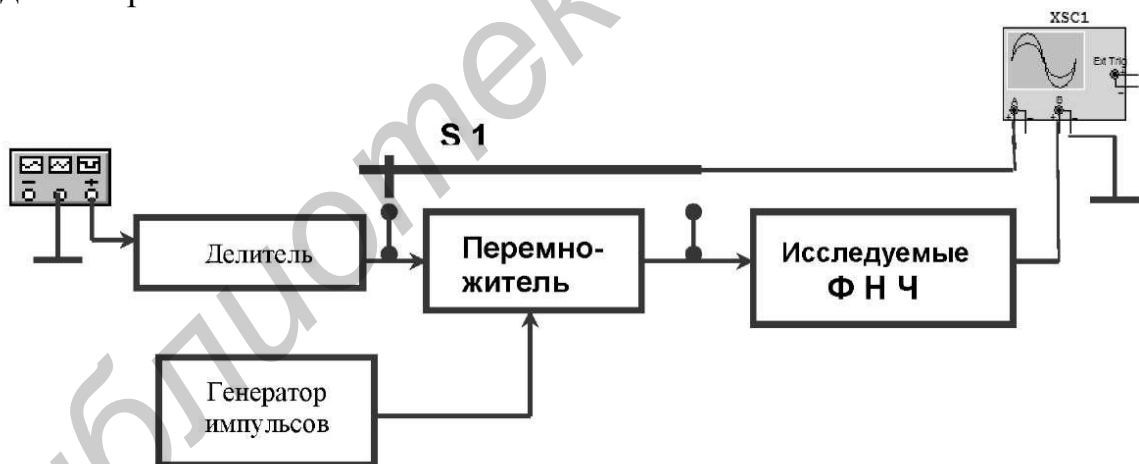 XSC1
Ext Trig
A
B
S 1
Делитель
Перемно-
житель
Исследуемые
Ф Н Ч
Генератор
импульсов